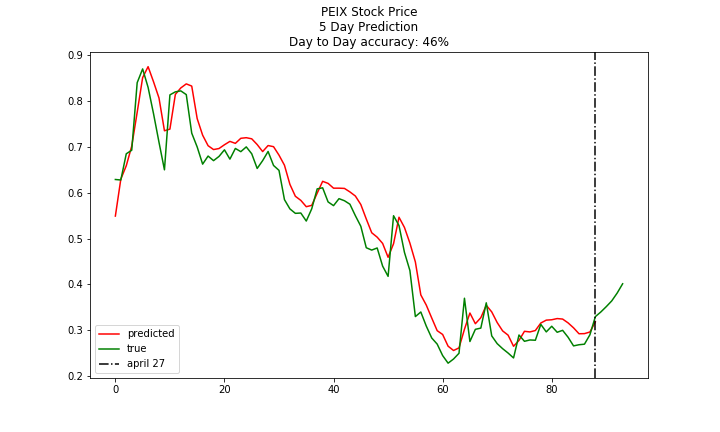 PEIX Stock Price
5 Day Prediction
Day to Day accuracy: 46%
0.9
0.8
0.7
0.6
0.5
0.4
0.3
0.2
predicted
true
april 27
0 20 40 60 80